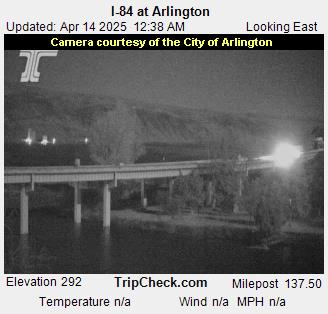 I-84 at Arlington
Updated: Apr 14 2025 12:38 AM Looking East
Camera courtesy of the City of Arlington
Elevation 292 TripCheck.com Milepost 137.50
Temperature n/a Wind n/a MPH n/a